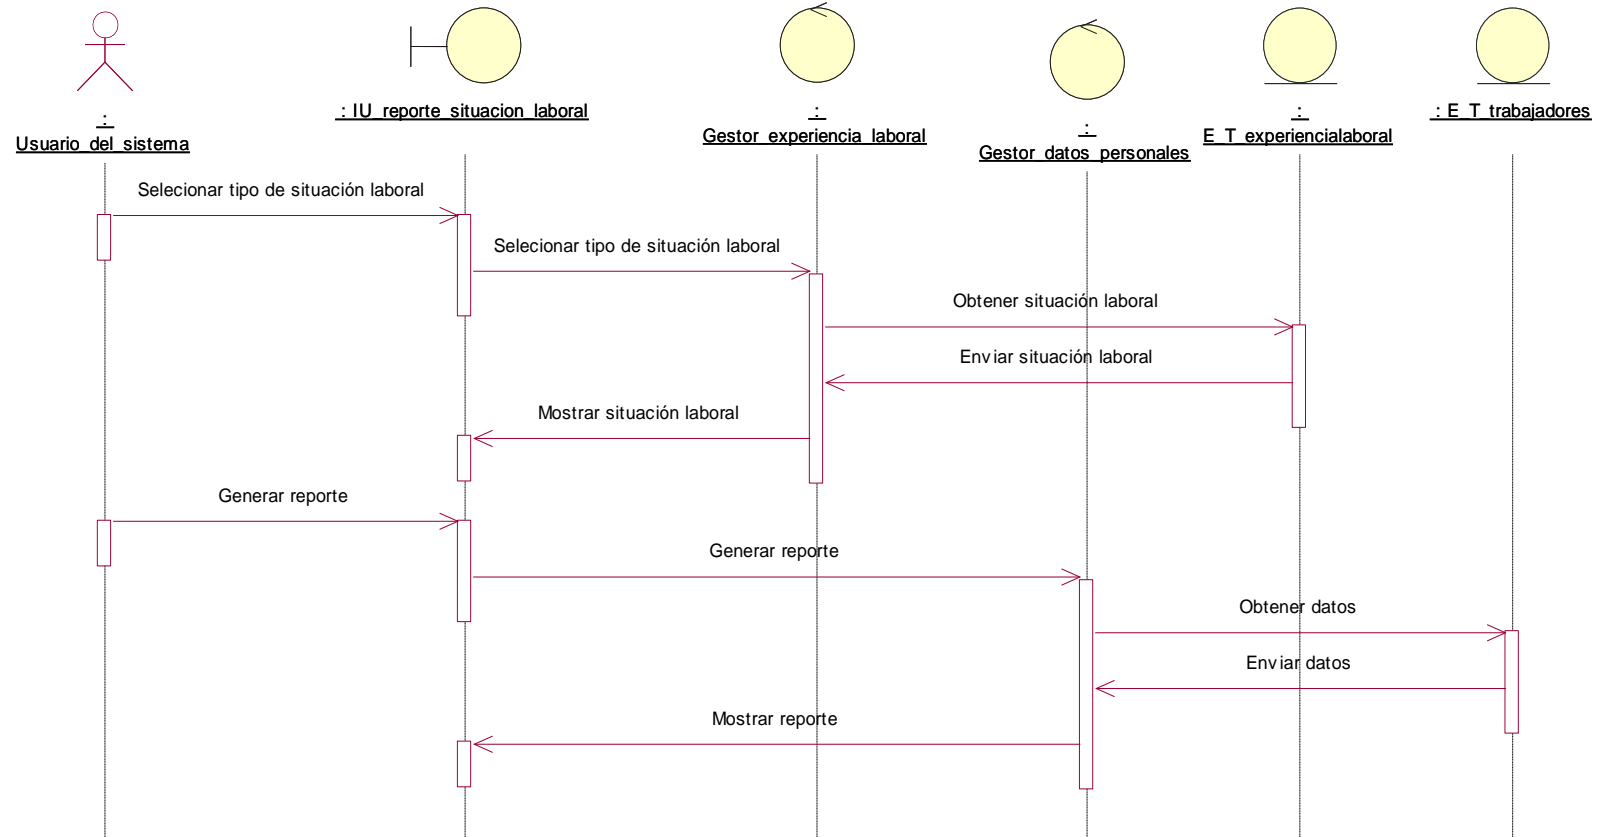 :
Usuario_del_sistema
: IU_reporte_situacion_laboral
:
Gestor_experiencia_laboral
:
Gestor_datos_personales
:
E_T_experiencialaboral
: E_T_trabajadores
Selecionar tipo de situación laboral
Selecionar tipo de situación laboral
Obtener situación laboral
Enviar situación laboral
Mostrar situación laboral
Generar reporte
Generar reporte
Obtener datos
Enviar datos
Mostrar reporte